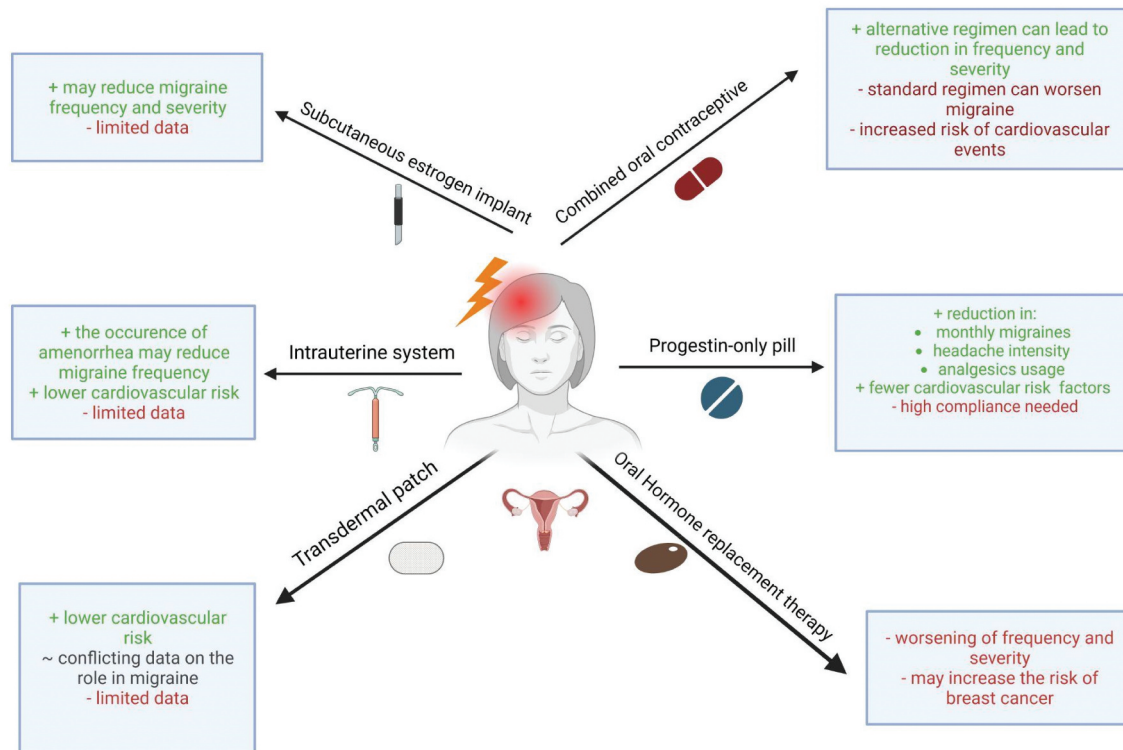 + may reduce migraine
frequency and severity
- limited data
Subcutaneous estrogen implant
Combined oral contraceptive
+ alternative regimen can lead to
reduction in frequency and
severity
- standard regimen can worsen
migraine
- increased risk of cardiovascular
events
+ the occurence of
amenorrhea may reduce
migraine frequency
+ lower cardiovascular risk
- limited data
Intrauterine system
Progestin-only pill
+ reduction in:
• monthly migraines
• headache intensity
• analgesics usage
+ fewer cardiovascular risk factors
- high compliance needed
Transdermal patch
Oral Hormone replacement therapy
+ lower cardiovascular
risk
~ conflicting data on the
role in migraine
- limited data
- worsening of frequency and
severity
- may increase the risk of
breast cancer